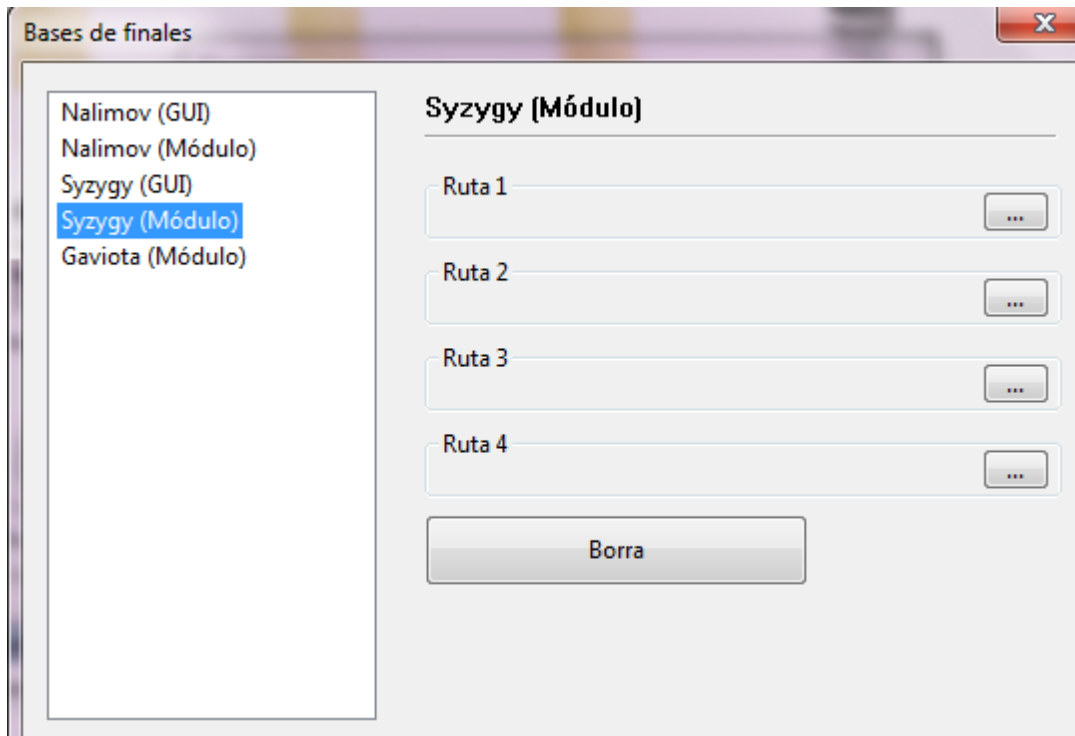 Bases de finales
Nalimov (GUI)
Nalimov (Módulo)
Syzygy (GUI)
Syzygy (Módulo)
Gaviota (Módulo)
Syzygy (Módulo)
Ruta 1
...
Ruta 2
...
Ruta 3
...
Ruta 4
...
Borra